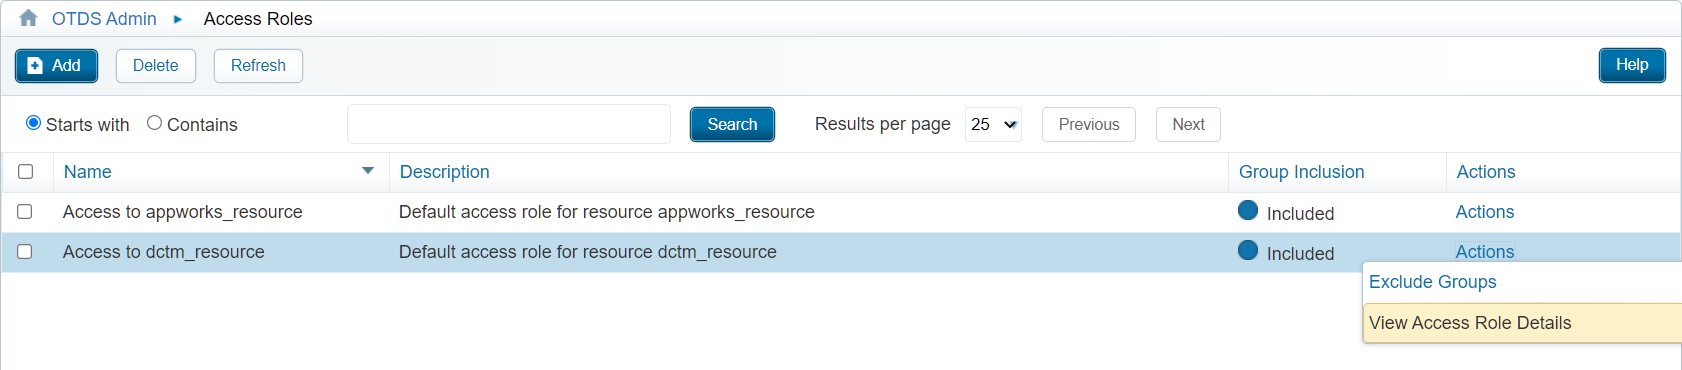 OTDS Admin Access Roles
Add Delete Refresh Help
Starts with Contains Search Results per page 25 Previous Next
Name Description Group Inclusion Actions
Access to appworks_resource Default access role for resource appworks_resource Included Actions
Access to dctm_resource Default access role for resource dctm_resource Included Actions
Exclude Groups
View Access Role Details